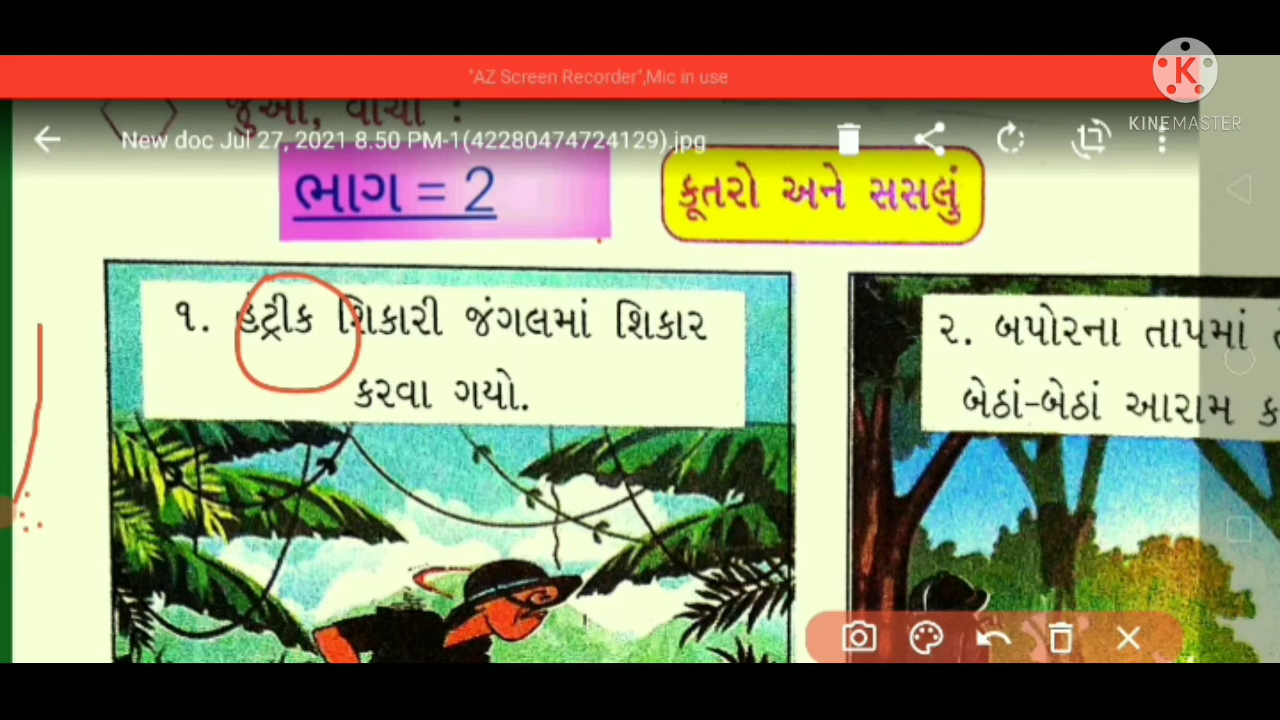 "AZ Screen Recorder",Mic in use
KINEMASTER
જુઓ, વાંચો :
New doc Jul 27, 2021 8.50 PM-1(42280474724129).jpg
ભાગ = 2
કૂતરો અને સસલું
૧. હેટ્રીક શિકારી જંગલમાં શિકાર
કરવા ગયો.
૨. બપોરના તાપમાં
બેઠાં-બેઠાં આરામ